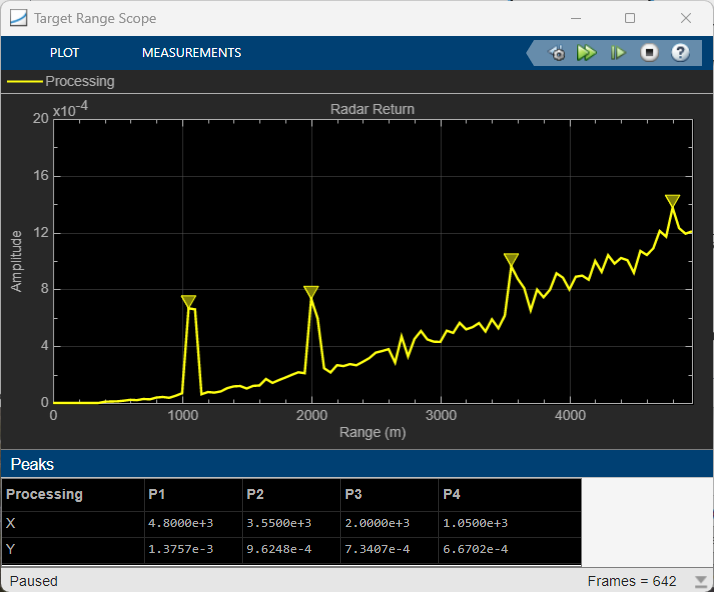 Target Range Scope
PLOT MEASUREMENTS
Processing
x10-4
Radar Return
20
16
12
8
4
0
Amplitude
0 1000 2000 3000 4000
Range (m)
Peaks
Processing P1 P2 P3 P4
X 4.8000e+3 3.5500e+3 2.0000e+3 1.0500e+3
Y 1.3757e-3 9.6248e-4 7.3407e-4 6.6702e-4
Paused Frames = 642